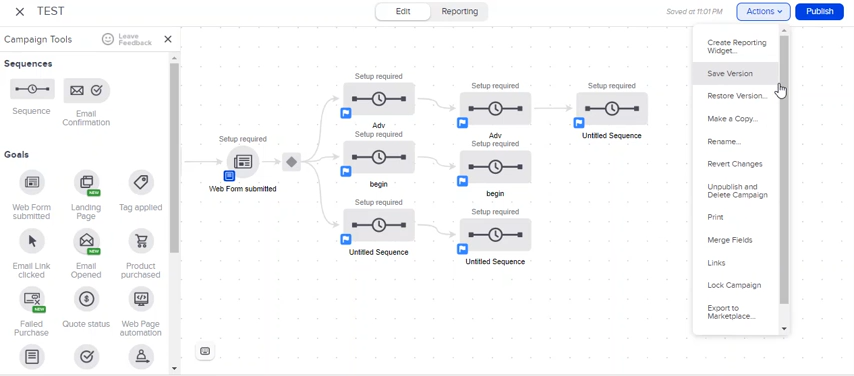 TEST
Edit
Reporting
Saved at 11:01 PM
Actions
Publish
Campaign Tools
Leave
Feedback
Sequences
Sequence
Email
Confirmation
Goals
Web Form
submitted
Landing
Page
NEW
Tag applied
Email Link
clicked
Email
Opened
NEW
Product
purchased
Failed
Purchase
NEW
Quote status
Web Page
automation
Setup required
Web Form submitted
Setup required
Adv
Setup required
Adv
Setup required
Untitled Sequence
Setup required
begin
Setup required
begin
Setup required
Untitled Sequence
Setup required
Untitled Sequence
Create Reporting
Widget...
Save Version
Restore Version...
Make a Copy...
Rename...
Revert Changes
Unpublish and
Delete Campaign
Print
Merge Fields
Links
Lock Campaign
Export to
Marketplace...